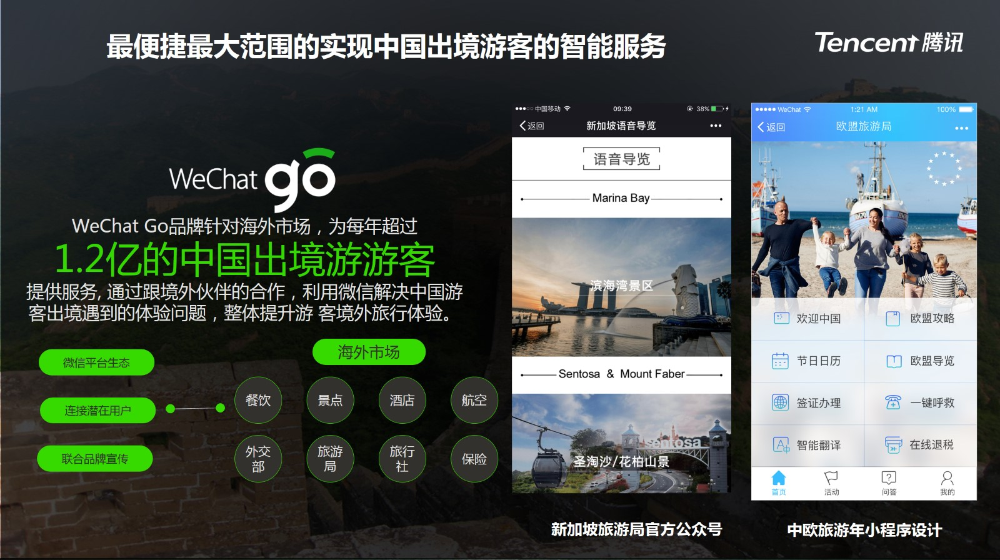 最便捷最大范围的实现中国出境游客的智能服务
Tencent 腾讯
WeChat go
WeChat Go品牌针对海外市场，为每年超过
1.2亿的中国出境游游客
提供服务, 通过跟境外伙伴的合作，利用微信解决中国游
客出境遇到的体验问题，整体提升游 客境外旅行体验。
海外市场
微信平台生态
连接潜在用户
联合品牌宣传
餐饮
景点
酒店
航空
外交
部
旅游
局
旅行
社
保险
中国移动
09:39
38%
返回
新加坡语音导览
语音导览
Marina Bay
滨海湾景区
Sentosa & Mount Faber
sentosa
圣淘沙/花柏山景
新加坡旅游局官方公众号
WeChat
1:21 AM
100%
返回
欧盟旅游局
欢迎中国
欧盟攻略
节日日历
欧盟导览
签证办理
一键呼救
智能翻译
在线退税
首页
活动
问答
我的
中欧旅游年小程序设计